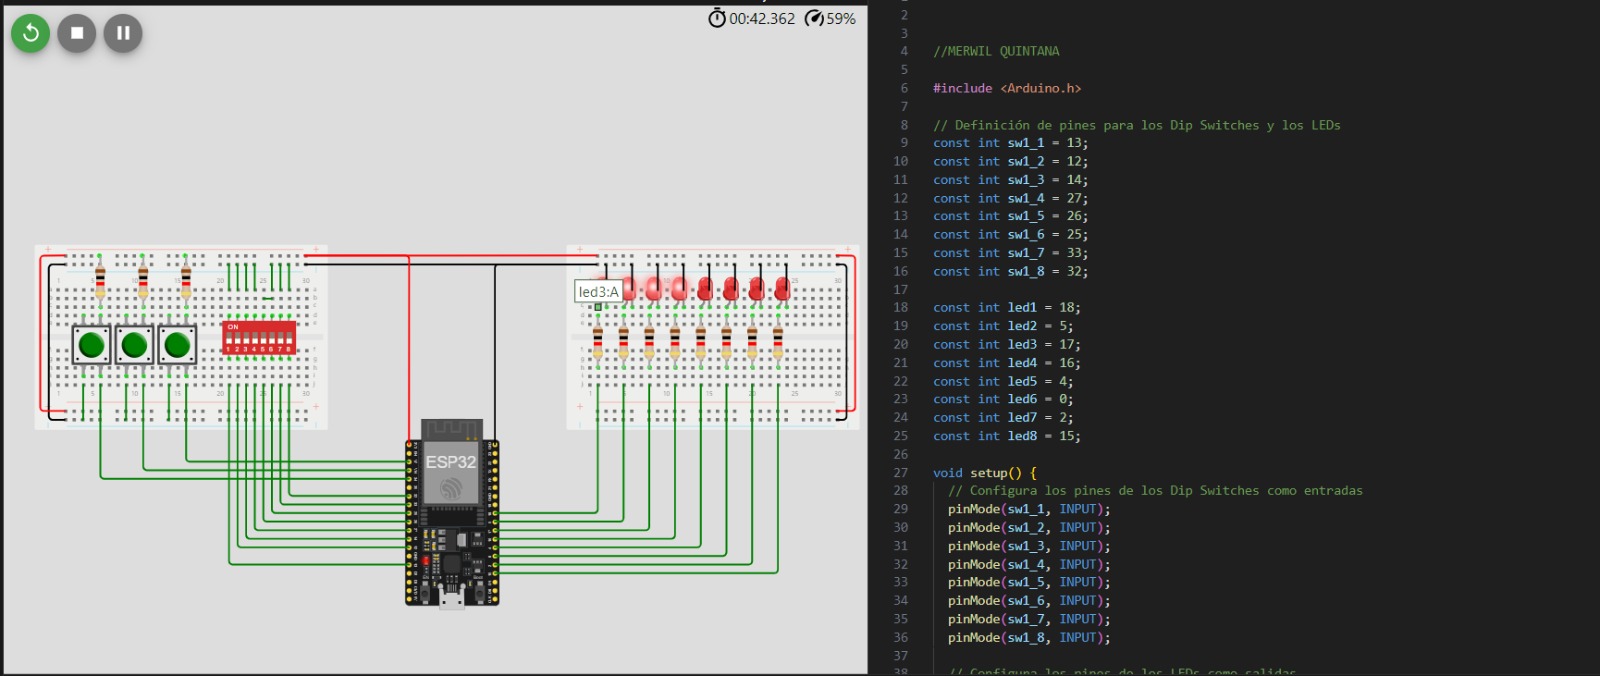 00:42.362 59%
led3:A
ON
1 2 3 4 5 6 7 8
ESP32
2
3
4 //MERWIL QUINTANA
5
6 #include <Arduino.h>
7
8 // Definición de pines para los Dip Switches y los LEDs
9 const int sw1_1 = 13;
10 const int sw1_2 = 12;
11 const int sw1_3 = 14;
12 const int sw1_4 = 27;
13 const int sw1_5 = 26;
14 const int sw1_6 = 25;
15 const int sw1_7 = 33;
16 const int sw1_8 = 32;
17
18 const int led1 = 18;
19 const int led2 = 5;
20 const int led3 = 17;
21 const int led4 = 16;
22 const int led5 = 4;
23 const int led6 = 0;
24 const int led7 = 2;
25 const int led8 = 15;
26
27 void setup() {
28 // Configura los pines de los Dip Switches como entradas
29 pinMode(sw1_1, INPUT);
30 pinMode(sw1_2, INPUT);
31 pinMode(sw1_3, INPUT);
32 pinMode(sw1_4, INPUT);
33 pinMode(sw1_5, INPUT);
34 pinMode(sw1_6, INPUT);
35 pinMode(sw1_7, INPUT);
36 pinMode(sw1_8, INPUT);
37
38 // Configura los pines de los LEDs como salidas